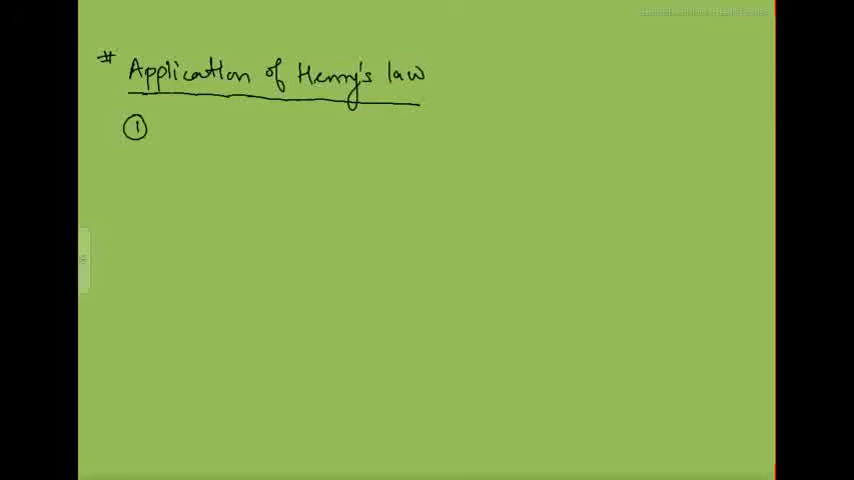 # Application of Henry's law
①